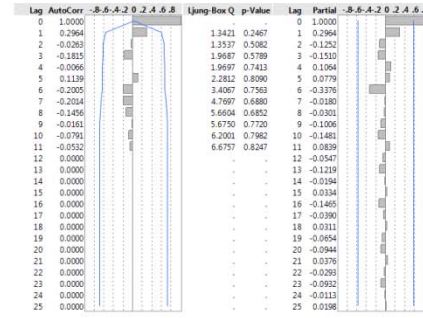 Lag AutoCorr -.8-.6-.4-.2 0 .2 .4 .6 .8 Ljung-Box Q p-Value Lag Partial -.8-.6-.4-.2 0 .2 .4 .6 .8
0 1.0000 . . 0 1.0000
1 0.2964 1.3421 0.2467 1 0.2964
2 -0.0263 1.3537 0.5082 2 -0.1252
3 -0.1815 1.9687 0.5789 3 -0.1510
4 -0.0066 1.9697 0.7413 4 0.1064
5 0.1139 2.2812 0.8090 5 0.0779
6 -0.2005 3.4067 0.7563 6 -0.3376
7 -0.2014 4.7697 0.6880 7 -0.0180
8 -0.1456 5.6604 0.6852 8 -0.0301
9 -0.0161 5.6750 0.7720 9 -0.1006
10 -0.0791 6.2001 0.7982 10 -0.1481
11 -0.0532 6.6757 0.8247 11 0.0839
12 0.0000 . . 12 -0.0547
13 0.0000 . . 13 -0.1219
14 0.0000 . . 14 -0.0194
15 0.0000 . . 15 0.0334
16 0.0000 . . 16 -0.1465
17 0.0000 . . 17 -0.0390
18 0.0000 . . 18 0.0311
19 0.0000 . . 19 -0.0654
20 0.0000 . . 20 -0.0944
21 0.0000 . . 21 0.0376
22 0.0000 . . 22 -0.0293
23 0.0000 . . 23 -0.0932
24 0.0000 . . 24 -0.0113
25 0.0000 . . 25 0.0198